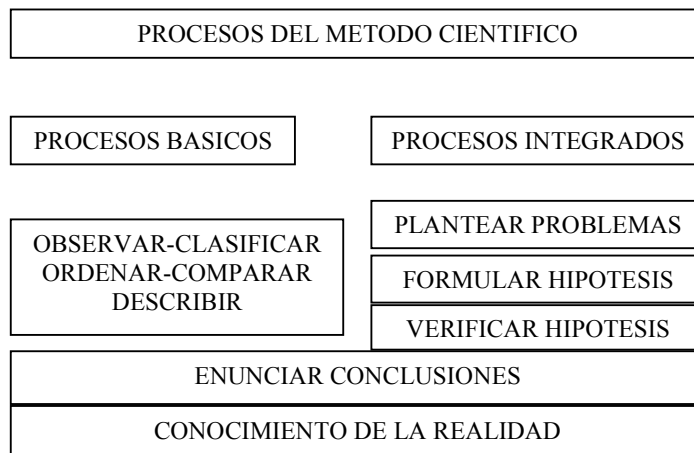 PROCESOS DEL METODO CIENTIFICO
PROCESOS BASICOS
PROCESOS INTEGRADOS
OBSERVAR-CLASIFICAR
ORDENAR-COMPARAR
DESCRIBIR
PLANTEAR PROBLEMAS
FORMULAR HIPOTESIS
VERIFICAR HIPOTESIS
ENUNCIAR CONCLUSIONES
CONOCIMIENTO DE LA REALIDAD